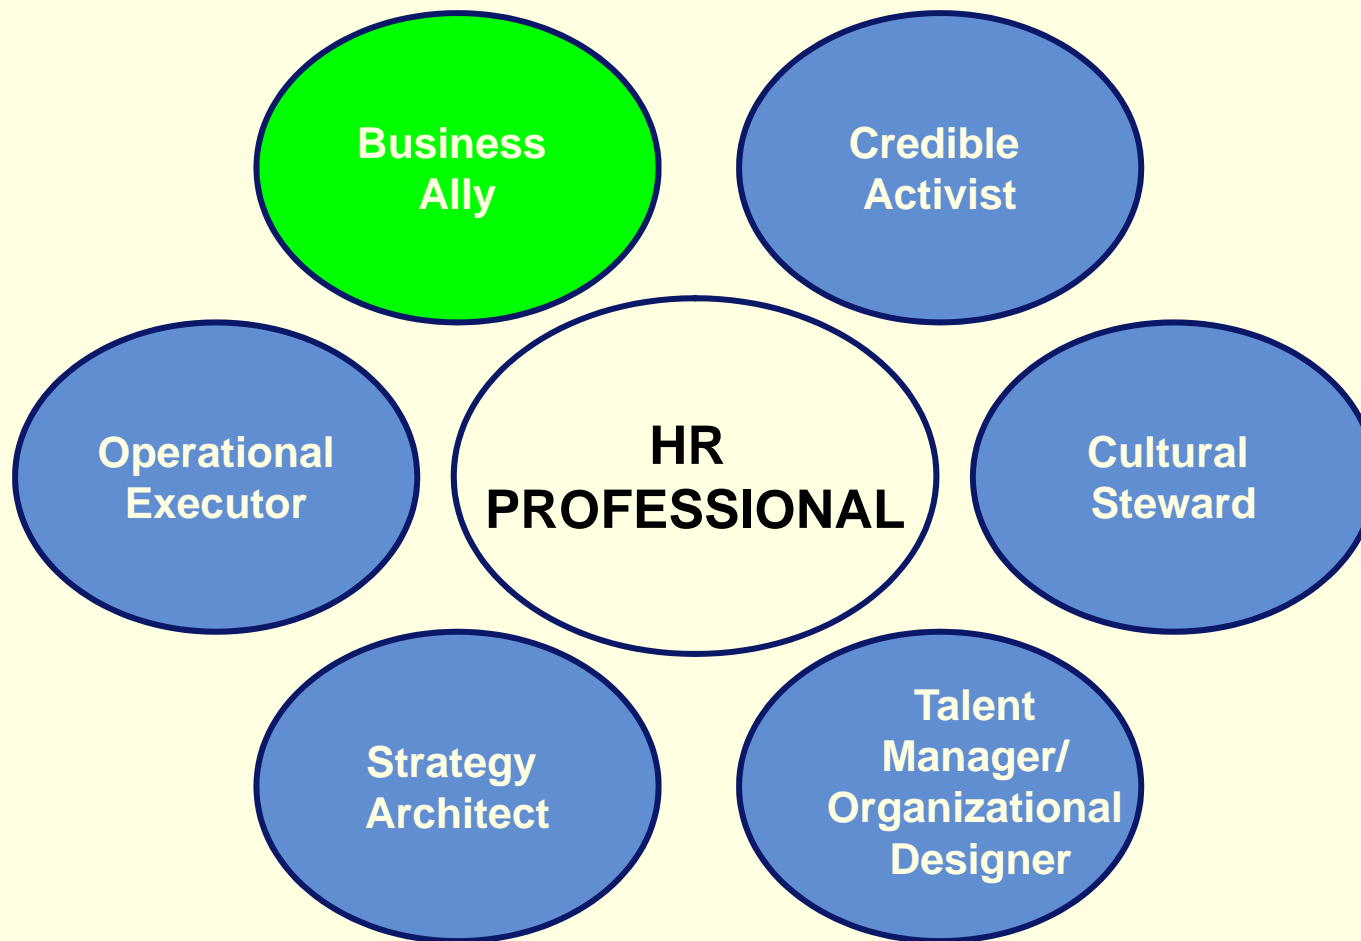 Business
Ally
Credible
Activist
Operational
Executor
HR
PROFESSIONAL
Cultural
Steward
Strategy
Architect
Talent
Manager/
Organizational
Designer